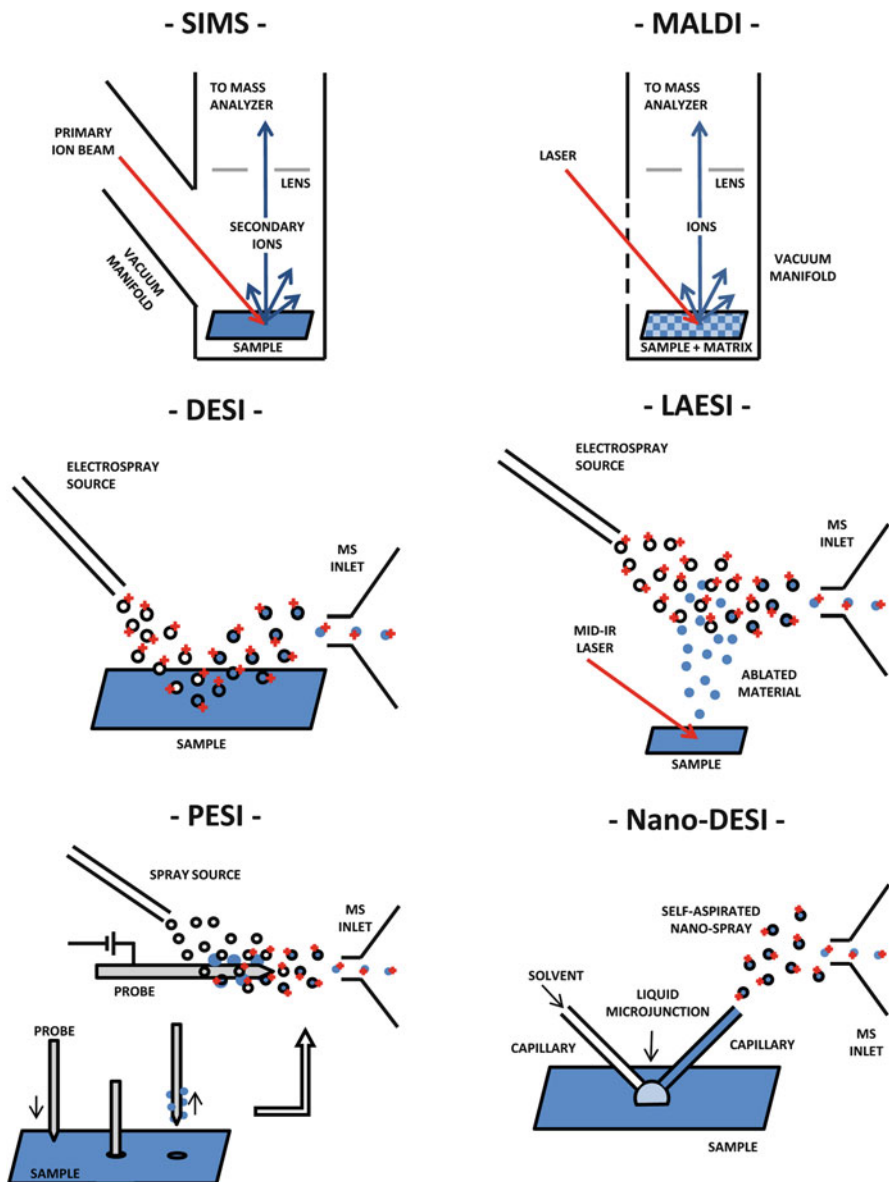 - SIMS -
TO MASS
ANALYZER
PRIMARY
ION BEAM
LENS
SECONDARY
IONS
VACUUM
MANIFOLD
SAMPLE
- MALDI -
TO MASS
ANALYZER
LASER
LENS
IONS
VACUUM
MANIFOLD
SAMPLE + MATRIX
- DESI -
ELECTROSPRAY
SOURCE
MS
INLET
SAMPLE
- LAESI -
ELECTROSPRAY
SOURCE
MS
INLET
MID-IR
LASER
ABLATED
MATERIAL
SAMPLE
- PESI -
SPRAY SOURCE
MS
INLET
PROBE
PROBE
SAMPLE
- Nano-DESI -
SELF-ASPIRATED
NANO-SPRAY
SOLVENT
LIQUID
MICROJUNCTION
CAPILLARY
CAPILLARY
MS
INLET
SAMPLE